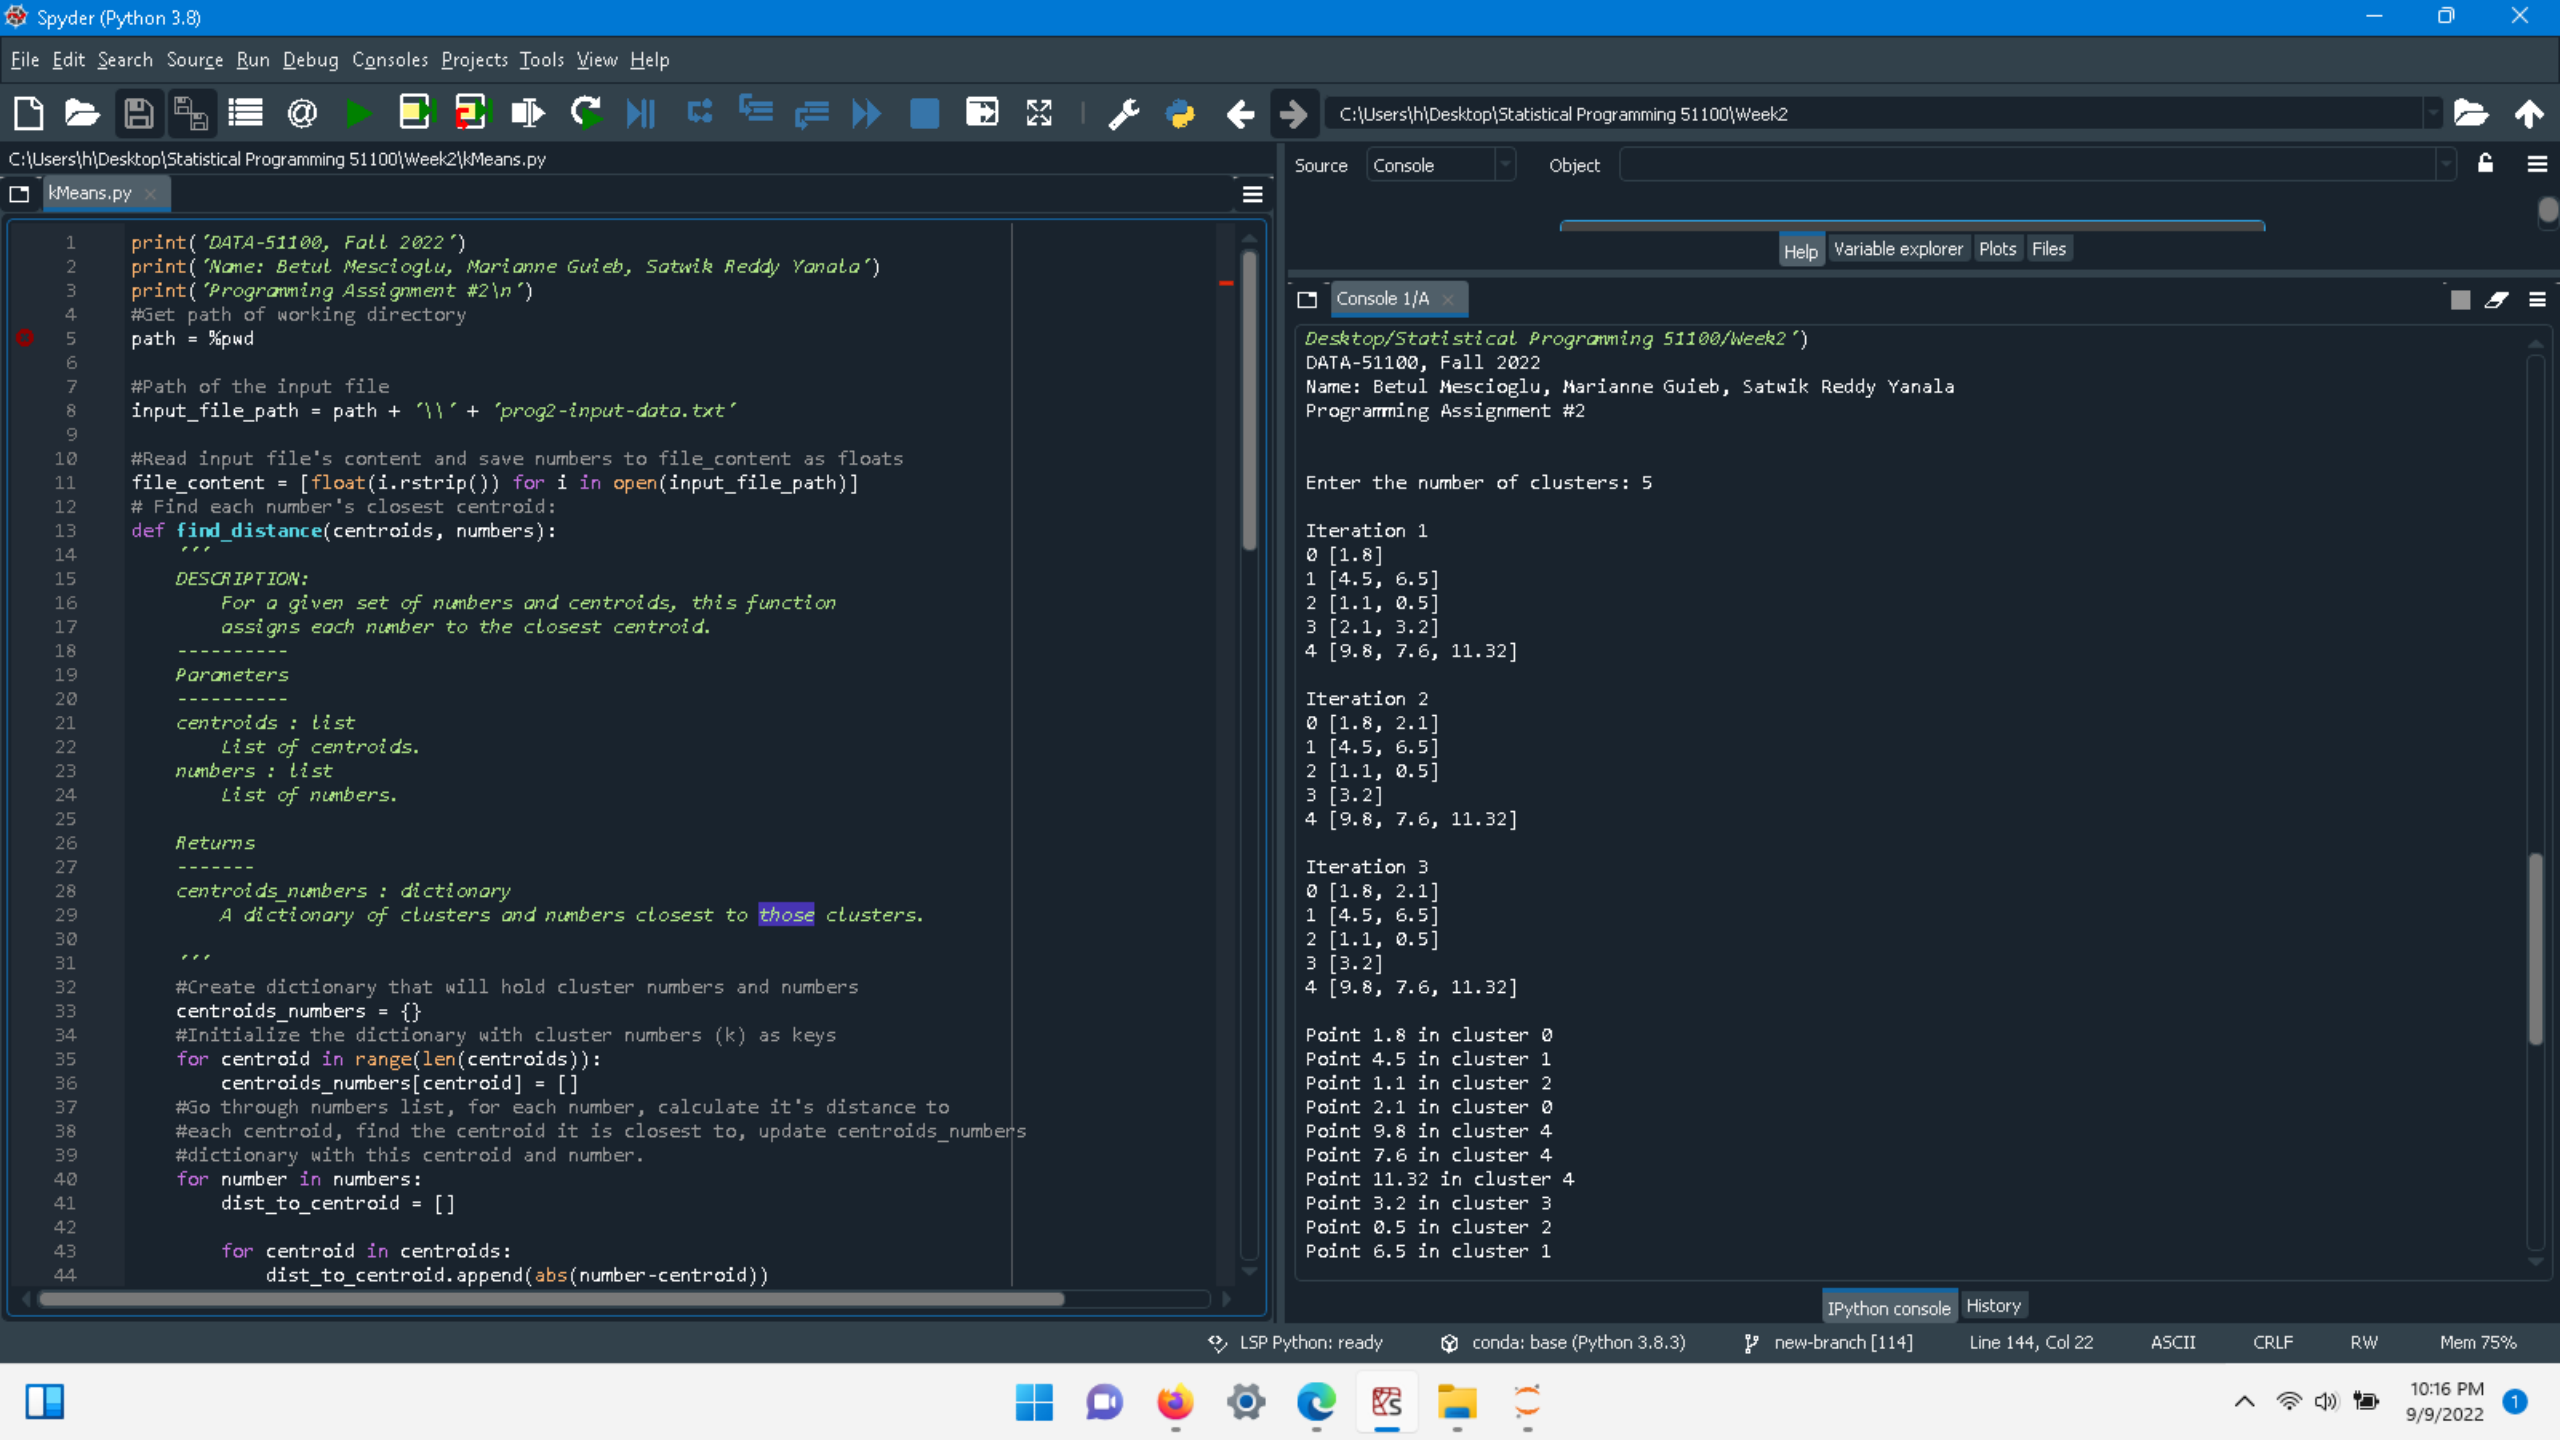 Spyder (Python 3.8)
File Edit Search Source Run Debug Consoles Projects Tools View Help
C:\Users\h\Desktop\Statistical Programming 51100\Week2
C:\Users\h\Desktop\Statistical Programming 51100\Week2\kMeans.py
kMeans.py
1 print('DATA-51100, Fall 2022')
2 print('Name: Betul Mescioglu, Marianne Guieb, Satwik Reddy Yanala')
3 print('Programming Assignment #2\n')
4 #Get path of working directory
5 path = %pwd
6
7 #Path of the input file
8 input_file_path = path + '\\' + 'prog2-input-data.txt'
9
10 #Read input file's content and save numbers to file_content as floats
11 file_content = [float(i.rstrip()) for i in open(input_file_path)]
12 # Find each number's closest centroid:
13 def find_distance(centroids, numbers):
14 '''
15 DESCRIPTION:
16 For a given set of numbers and centroids, this function
17 assigns each number to the closest centroid.
18 ----------
19 Parameters
20 ----------
21 centroids : list
22 List of centroids.
23 numbers : list
24 List of numbers.
25
26 Returns
27 -------
28 centroids_numbers : dictionary
29 A dictionary of clusters and numbers closest to those clusters.
30
31 '''
32 #Create dictionary that will hold cluster numbers and numbers
33 centroids_numbers = {}
34 #Initialize the dictionary with cluster numbers (k) as keys
35 for centroid in range(len(centroids)):
36 centroids_numbers[centroid] = []
37 #Go through numbers list, for each number, calculate it's distance to
38 #each centroid, find the centroid it is closest to, update centroids_numbers
39 #dictionary with this centroid and number.
40 for number in numbers:
41 dist_to_centroid = []
42
43 for centroid in centroids:
44 dist_to_centroid.append(abs(number-centroid))
Source Console Object
Help Variable explorer Plots Files
Console 1/A
Desktop/Statistical Programming 51100/Week2')
DATA-51100, Fall 2022
Name: Betul Mescioglu, Marianne Guieb, Satwik Reddy Yanala
Programming Assignment #2
Enter the number of clusters: 5
Iteration 1
0 [1.8]
1 [4.5, 6.5]
2 [1.1, 0.5]
3 [2.1, 3.2]
4 [9.8, 7.6, 11.32]
Iteration 2
0 [1.8, 2.1]
1 [4.5, 6.5]
2 [1.1, 0.5]
3 [3.2]
4 [9.8, 7.6, 11.32]
Iteration 3
0 [1.8, 2.1]
1 [4.5, 6.5]
2 [1.1, 0.5]
3 [3.2]
4 [9.8, 7.6, 11.32]
Point 1.8 in cluster 0
Point 4.5 in cluster 1
Point 1.1 in cluster 2
Point 2.1 in cluster 0
Point 9.8 in cluster 4
Point 7.6 in cluster 4
Point 11.32 in cluster 4
Point 3.2 in cluster 3
Point 0.5 in cluster 2
Point 6.5 in cluster 1
IPython console History
LSP Python: ready conda: base (Python 3.8.3) new-branch [114] Line 144, Col 22 ASCII CRLF RW Mem 75%
10:16 PM
9/9/2022
1